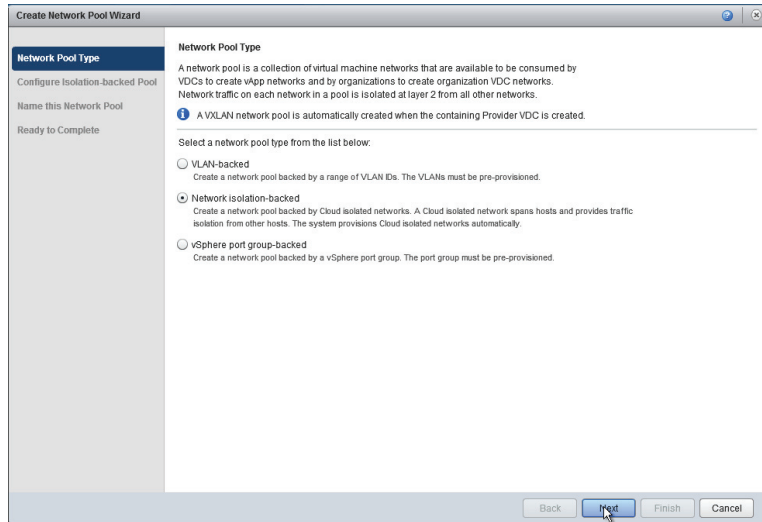 Create Network Pool Wizard
Network Pool Type
Configure Isolation-backed Pool
Name this Network Pool
Ready to Complete
Network Pool Type
A network pool is a collection of virtual machine networks that are available to be consumed by
VDCs to create vApp networks and by organizations to create organization VDC networks.
Network traffic on each network in a pool is isolated at layer 2 from all other networks.
A VXLAN network pool is automatically created when the containing Provider VDC is created.
Select a network pool type from the list below:
VLAN-backed
Create a network pool backed by a range of VLAN IDs. The VLANs must be pre-provisioned.
Network isolation-backed
Create a network pool backed by Cloud isolated networks. A Cloud isolated network spans hosts and provides traffic
isolation from other hosts. The system provisions Cloud isolated networks automatically.
vSphere port group-backed
Create a network pool backed by a vSphere port group. The port group must be pre-provisioned.
Back Next Finish Cancel